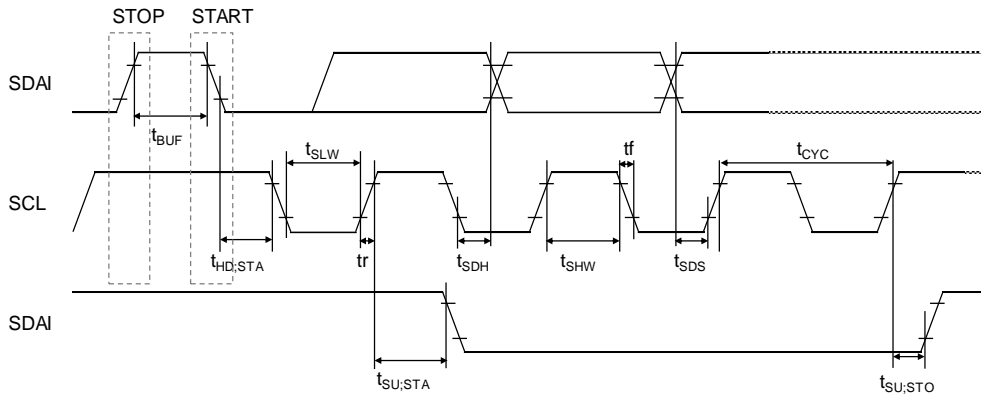 STOP START
SDAI
tBUF
tSLW tf tCYC
SCL
tHD;STA tr tSDH tSHW tSDS
SDAI
tSU;STA tSU;STO